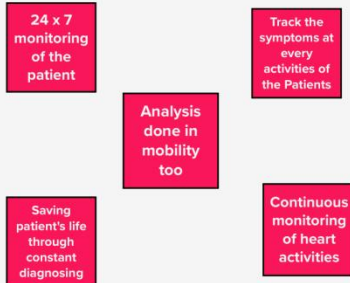 24 x 7
monitoring
of the
patient
Track the
symptoms at
every
activities of
the Patients
Analysis
done in
mobility
too
Saving
patient's life
through
constant
diagnosing
Continuous
monitoring
of heart
activities